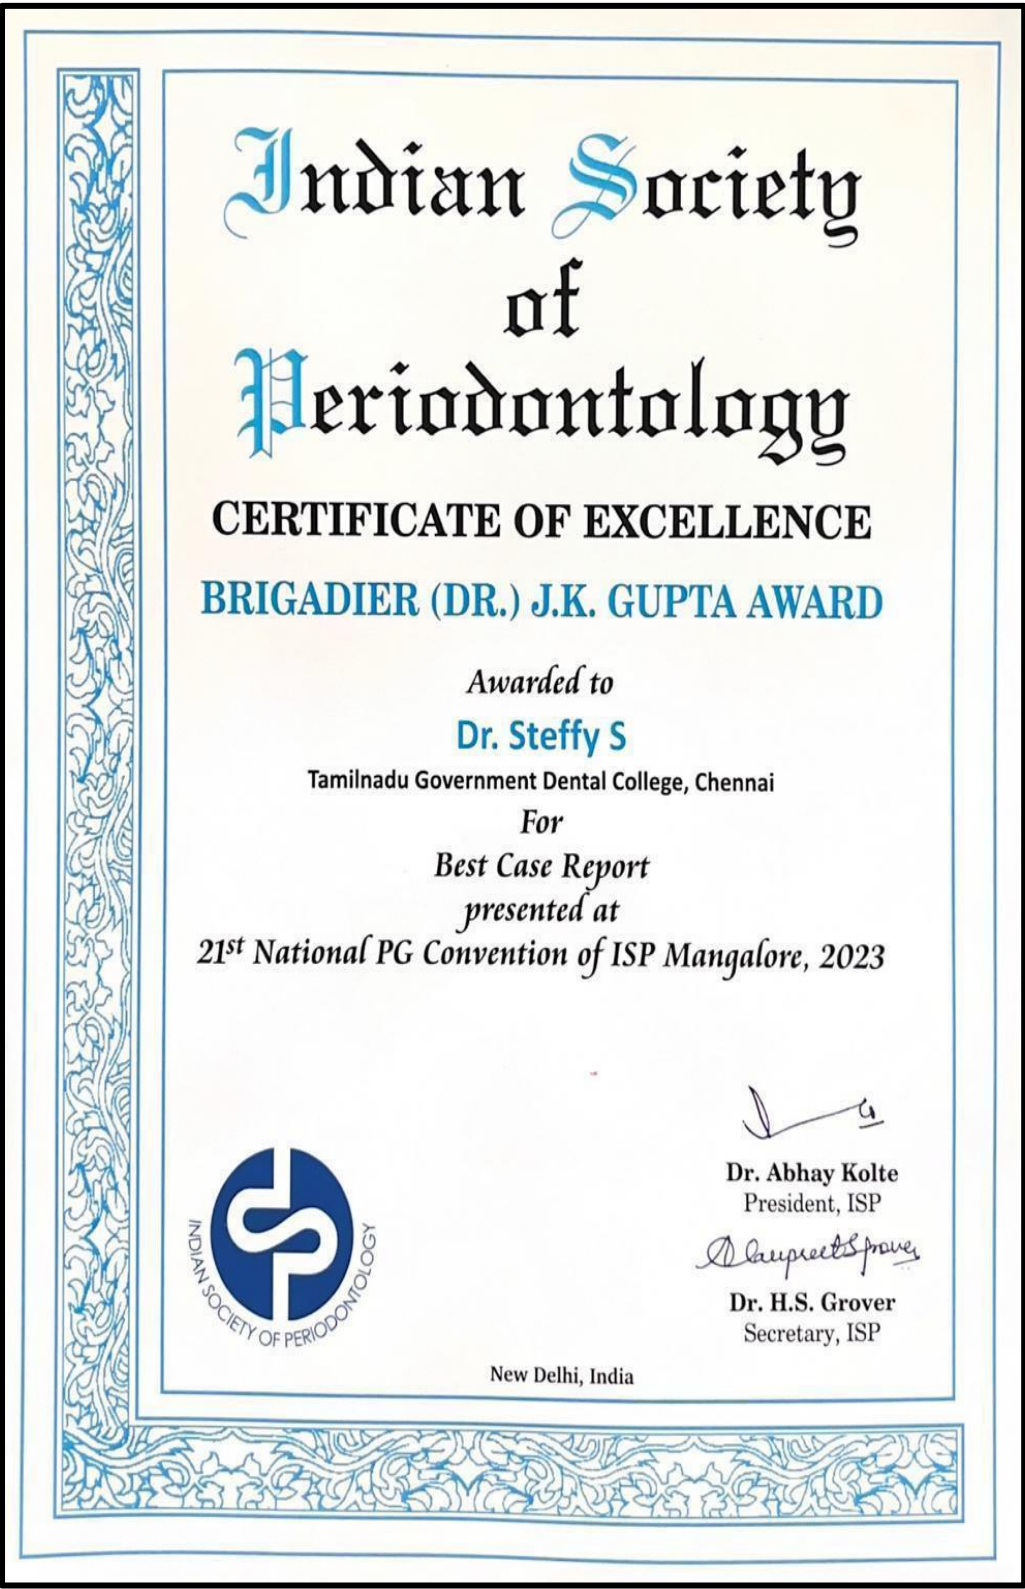 Indian Society
of
Periodontology
CERTIFICATE OF EXCELLENCE
BRIGADIER (DR.) J.K. GUPTA AWARD
Awarded to
Dr. Steffy S
Tamilnadu Government Dental College, Chennai
For
Best Case Report
presented at
21st National PG Convention of ISP Mangalore, 2023
INDIAN SOCIETY OF PERIODONTOLOGY
Dr. Abhay Kolte
President, ISP
Dr. H.S. Grover
Secretary, ISP
New Delhi, India